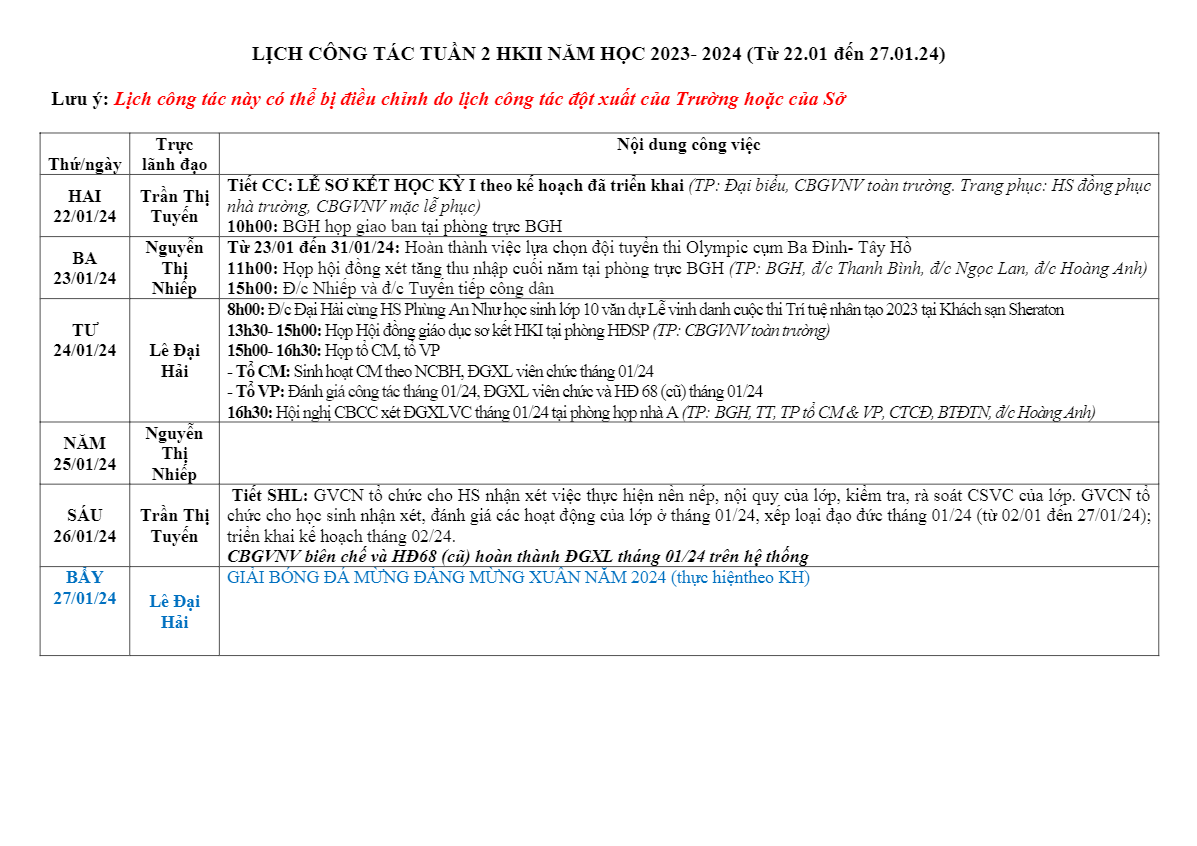 LỊCH CÔNG TÁC TUẦN 2 HKII NĂM HỌC 2023- 2024 (Từ 22.01 đến 27.01.24)
Lưu ý: Lịch công tác này có thể bị điều chỉnh do lịch công tác đột xuất của Trường hoặc của Sở
Thứ/ngày
Trực
lãnh đạo
Nội dung công việc
HAI
22/01/24
Trần Thị
Tuyến
Tiết CC: LỄ SƠ KẾT HỌC KỲ I theo kế hoạch đã triển khai (TP: Đại biểu, CBGVNV toàn trường. Trang phục: HS đồng phục
nhà trường, CBGVNV mặc lễ phục)
10h00: BGH họp giao ban tại phòng trực BGH
BA
23/01/24
Nguyễn
Thị
Nhiếp
Từ 23/01 đến 31/01/24: Hoàn thành việc lựa chọn đội tuyển thi Olympic cụm Ba Đình- Tây Hồ
11h00: Họp hội đồng xét tăng thu nhập cuối năm tại phòng trực BGH (TP: BGH, đ/c Thanh Bình, đ/c Ngọc Lan, đ/c Hoàng Anh)
15h00: Đ/c Nhiếp và đ/c Tuyến tiếp công dân
TƯ
24/01/24
Lê Đại
Hải
8h00: Đ/c Đại Hải cùng HS Phùng An Như học sinh lớp 10 văn dự Lễ vinh danh cuộc thi Trí tuệ nhân tạo 2023 tại Khách sạn Sheraton
13h30- 15h00: Họp Hội đồng giáo dục sơ kết HKI tại phòng HĐSP (TP: CBGVNV toàn trường)
15h00- 16h30: Họp tổ CM, tổ VP
- Tổ CM: Sinh hoạt CM theo NCBH, ĐGXL viên chức tháng 01/24
- Tổ VP: Đánh giá công tác tháng 01/24, ĐGXL viên chức và HĐ 68 (cũ) tháng 01/24
16h30: Hội nghị CBCC xét ĐGXLVC tháng 01/24 tại phòng họp nhà A (TP: BGH, TT, TP tổ CM & VP, CTCĐ, BTĐTN, đ/c Hoàng Anh)
NĂM
25/01/24
Nguyễn
Thị
Nhiếp
SÁU
26/01/24
Trần Thị
Tuyến
Tiết SHL: GVCN tổ chức cho HS nhận xét việc thực hiện nền nếp, nội quy của lớp, kiểm tra, rà soát CSVC của lớp. GVCN tổ
chức cho học sinh nhận xét, đánh giá các hoạt động của lớp ở tháng 01/24, xếp loại đạo đức tháng 01/24 (từ 02/01 đến 27/01/24);
triển khai kế hoạch tháng 02/24.
CBGVNV biên chế và HĐ68 (cũ) hoàn thành ĐGXL tháng 01/24 trên hệ thống
BẢY
27/01/24
Lê Đại
Hải
GIẢI BÓNG ĐÁ MỪNG ĐẢNG MỪNG XUÂN NĂM 2024 (thực hiệntheo KH)